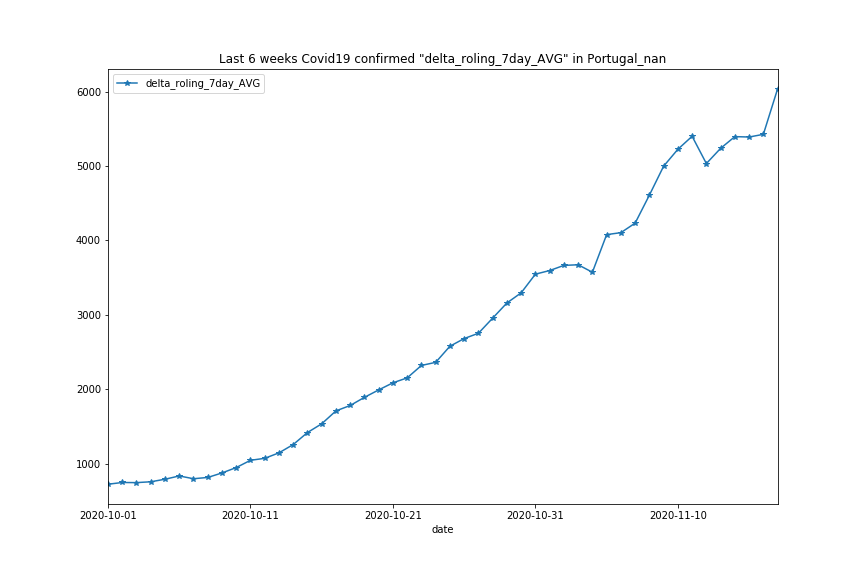 Last 6 weeks Covid19 confirmed "delta_roling_7day_AVG" in Portugal_nan
delta_roling_7day_AVG
6000
5000
4000
3000
2000
1000
2020-10-01 2020-10-11 2020-10-21 2020-10-31 2020-11-10
date